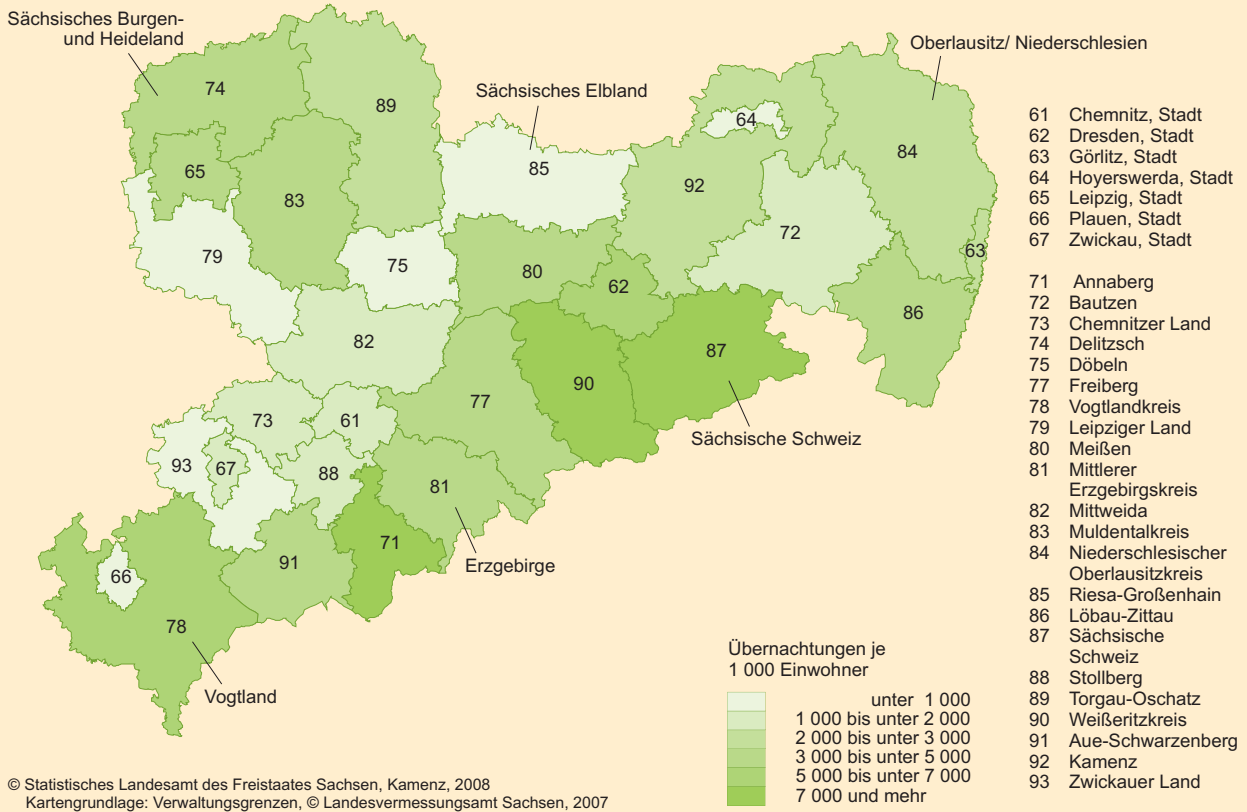 Sächsisches Burgen-
und Heideland
Oberlausitz/ Niederschlesien
Sächsisches Elbland
74
89
64
84
85
65
92
83
72
79
75
63
80
62
86
82
87
90
77
73
61
93
67
88
81
71
91
66
78
Sächsische Schweiz
Erzgebirge
Vogtland
61 Chemnitz, Stadt
62 Dresden, Stadt
63 Görlitz, Stadt
64 Hoyerswerda, Stadt
65 Leipzig, Stadt
66 Plauen, Stadt
67 Zwickau, Stadt
71 Annaberg
72 Bautzen
73 Chemnitzer Land
74 Delitzsch
75 Döbeln
77 Freiberg
78 Vogtlandkreis
79 Leipziger Land
80 Meißen
81 Mittlerer
Erzgebirgskreis
82 Mittweida
83 Muldentalkreis
84 Niederschlesischer
Oberlausitzkreis
85 Riesa-Großenhain
86 Löbau-Zittau
87 Sächsische
Schweiz
88 Stollberg
89 Torgau-Oschatz
90 Weißeritzkreis
91 Aue-Schwarzenberg
92 Kamenz
93 Zwickauer Land
Übernachtungen je
1 000 Einwohner
unter 1 000
1 000 bis unter 2 000
2 000 bis unter 3 000
3 000 bis unter 5 000
5 000 bis unter 7 000
7 000 und mehr
© Statistisches Landesamt des Freistaates Sachsen, Kamenz, 2008
Kartengrundlage: Verwaltungsgrenzen, © Landesvermessungsamt Sachsen, 2007